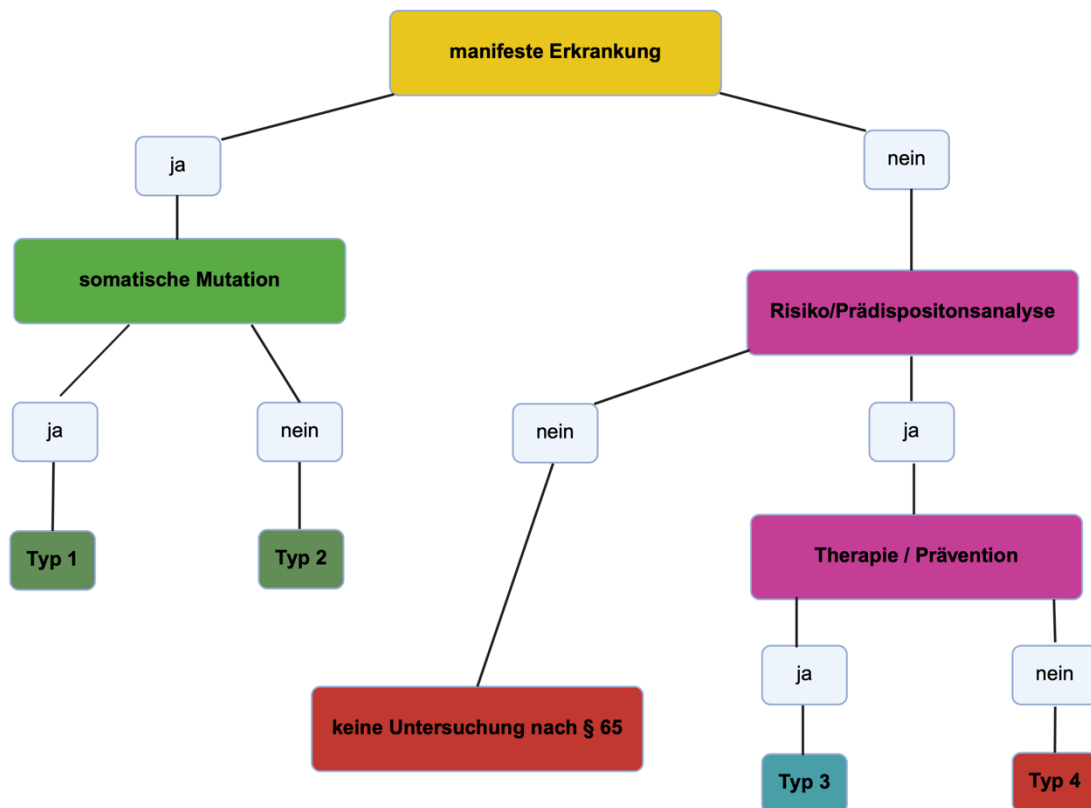 manifeste Erkrankung
ja
nein
somatische Mutation
Risiko/Prädispositonsanalyse
ja
nein
nein
ja
Typ 1
Typ 2
Therapie / Prävention
ja
nein
keine Untersuchung nach § 65
Typ 3
Typ 4